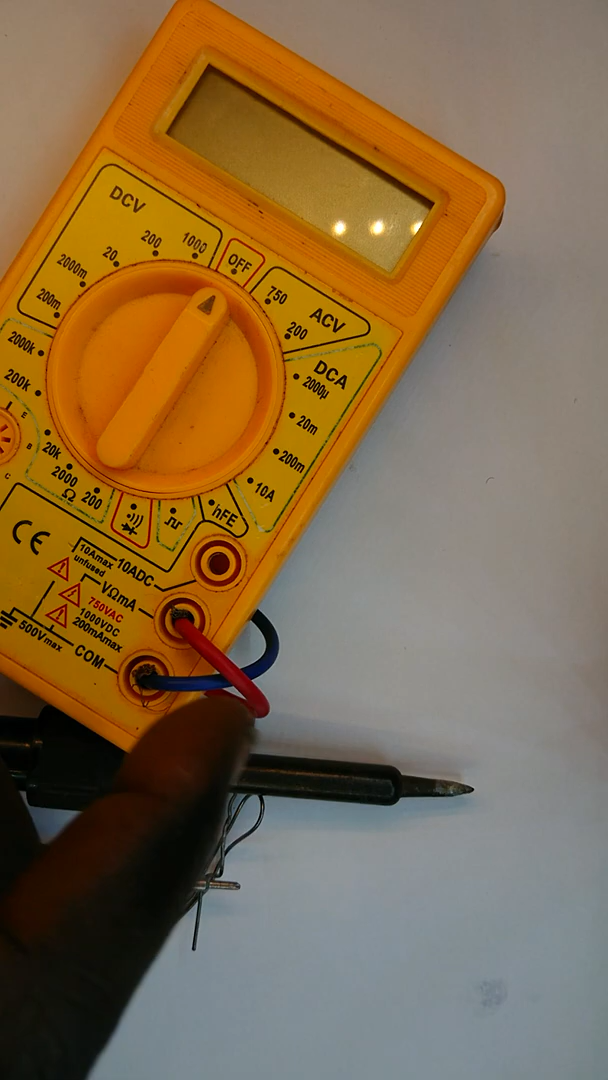 DCV
200
1000
OFF
20
2000m
200m
750
200
ACV
DCA
2000µ
20m
200m
10A
hFE
2000k
200k
20k
2000
Ω
200
E
B
C
CE
10Amax
unfused
10ADC
VΩmA
750VAC
1000VDC
200mAmax
500Vmax
COM